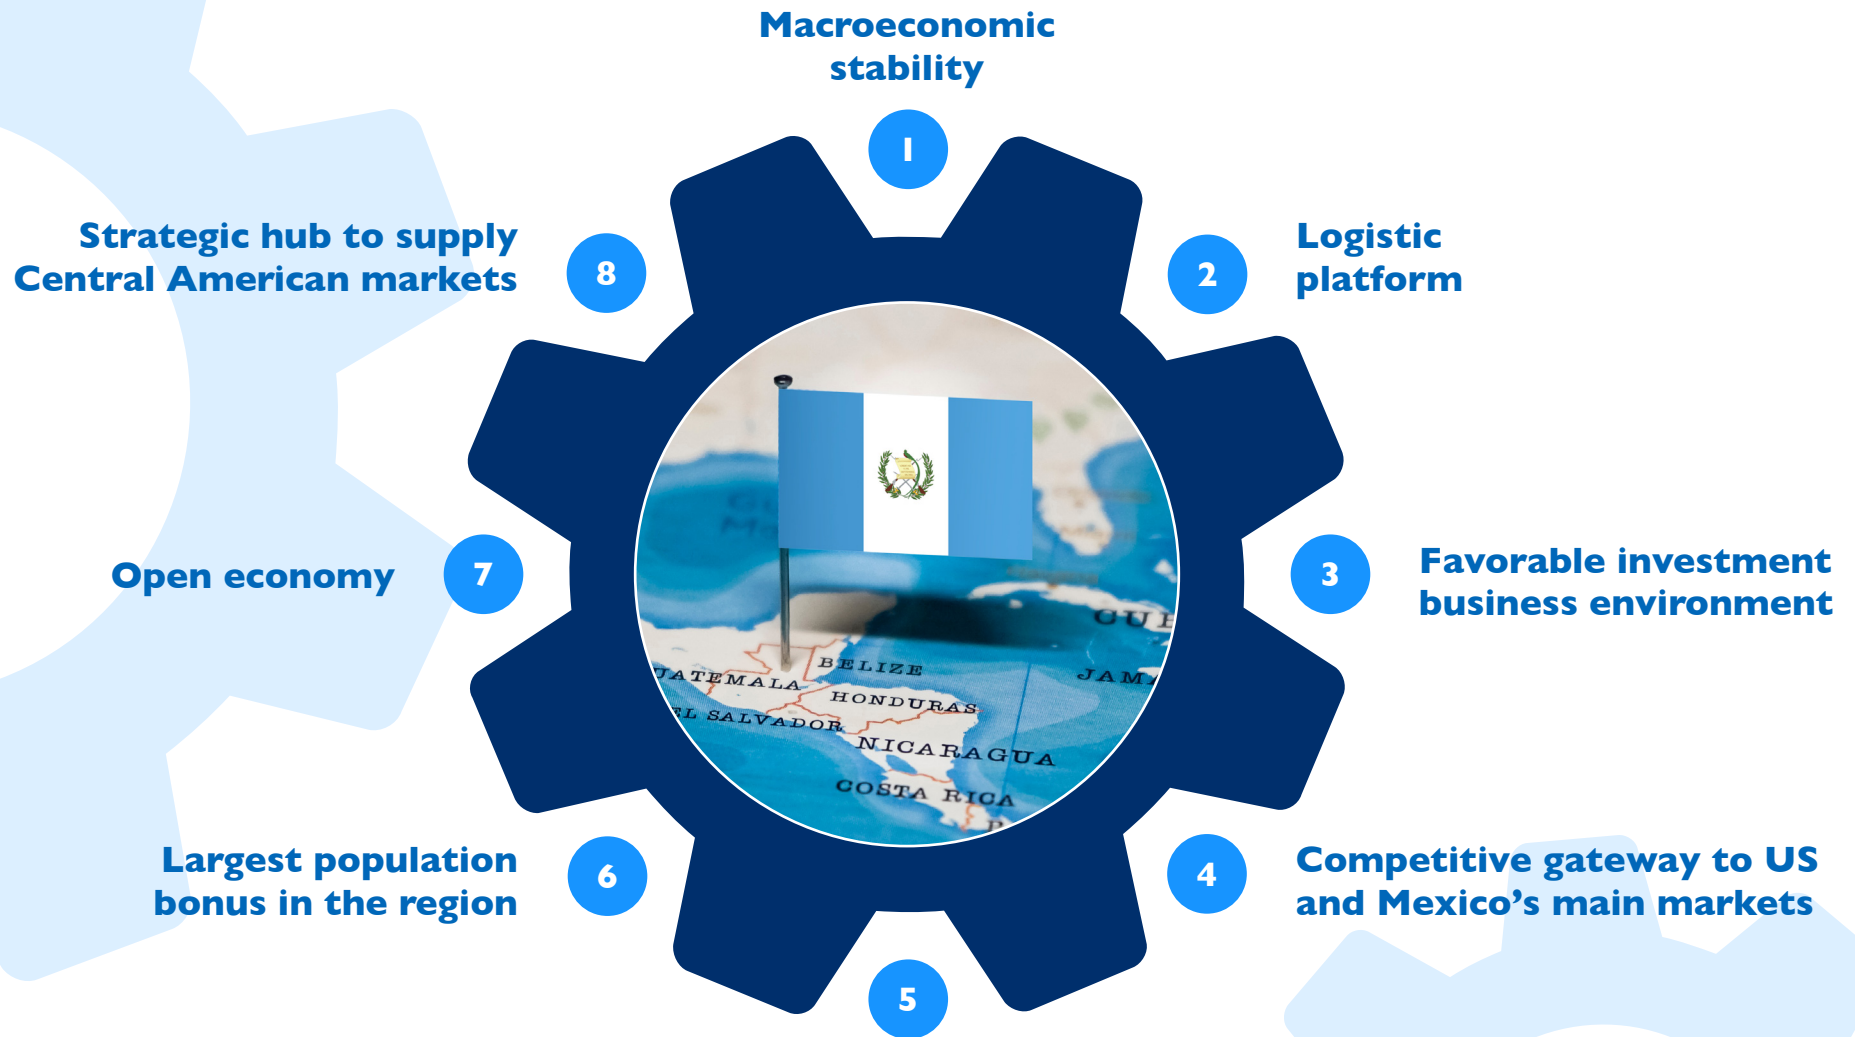 Macroeconomic
stability
1
Logistic
platform
2
Favorable investment
business environment
3
Competitive gateway to US
and Mexico’s main markets
4
5
Largest population
bonus in the region
6
Open economy
7
Strategic hub to supply
Central American markets
8
BELIZE
UATEMALA
HONDURAS
EL SALVADOR
NICARAGUA
COSTA RICA
CU
JAM